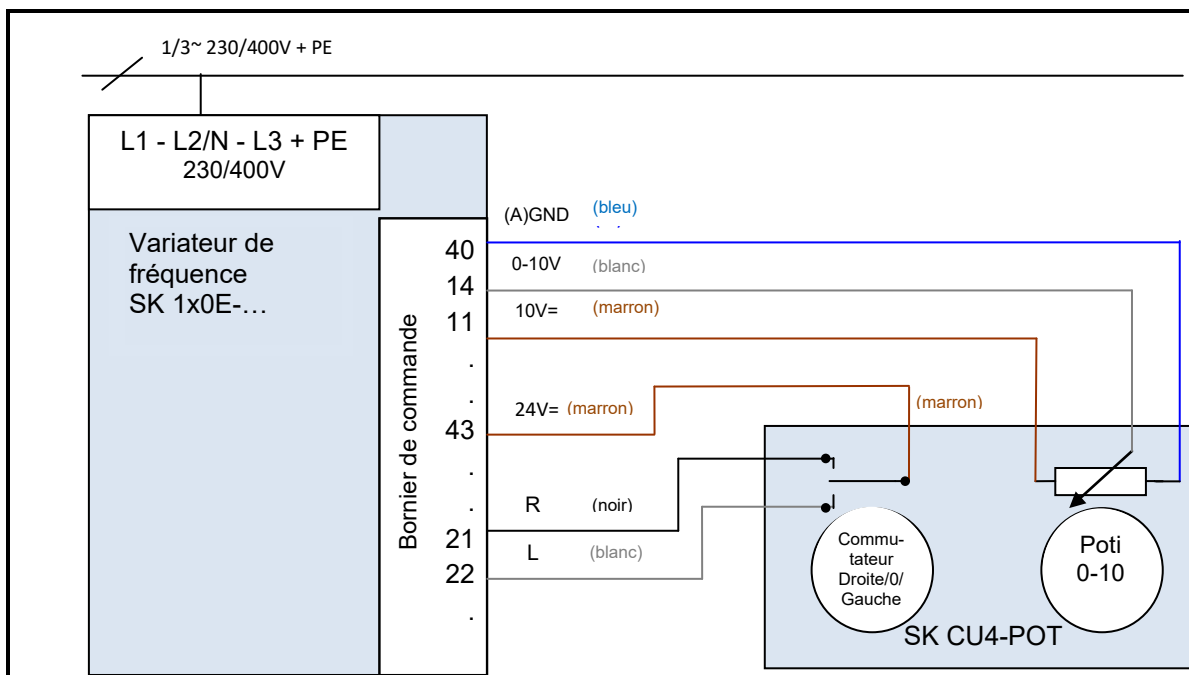 1/3~ 230/400V + PE
L1 - L2/N - L3 + PE
230/400V
Variateur de
fréquence
SK 1x0E-…
Bornier de commande
40
14
11
.
.
43
.
.
21
22
.
(A)GND (bleu)
0-10V (blanc)
10V= (marron)
24V= (marron)
(marron)
R (noir)
L (blanc)
Commu-
tateur
Droite/0/
Gauche
Poti
0-10
SK CU4-POT